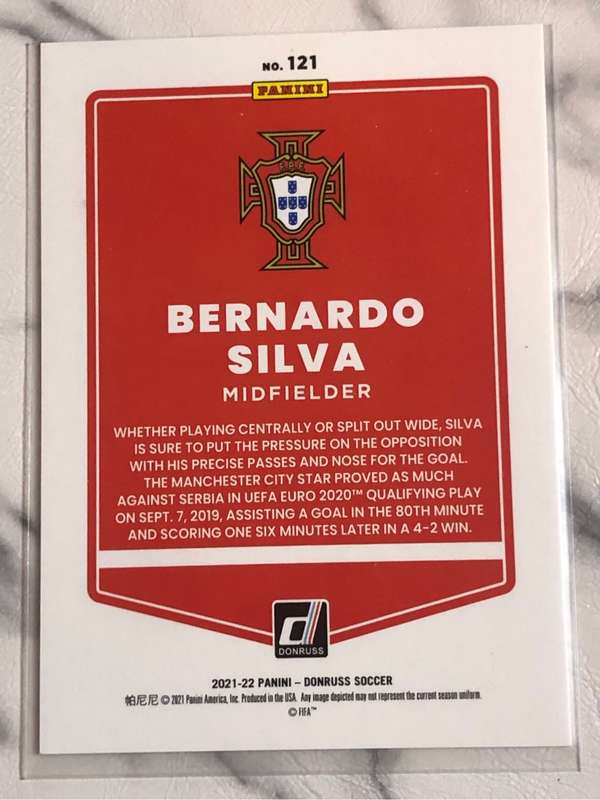 NO. 121
PANINI
FPF
BERNARDO
SILVA
MIDFIELDER
WHETHER PLAYING CENTRALLY OR SPLIT OUT WIDE, SILVA
IS SURE TO PUT THE PRESSURE ON THE OPPOSITION
WITH HIS PRECISE PASSES AND NOSE FOR THE GOAL.
THE MANCHESTER CITY STAR PROVED AS MUCH
AGAINST SERBIA IN UEFA EURO 2020™ QUALIFYING PLAY
ON SEPT. 7, 2019, ASSISTING A GOAL IN THE 80TH MINUTE
AND SCORING ONE SIX MINUTES LATER IN A 4-2 WIN.
d
DONRUSS
2021-22 PANINI – DONRUSS SOCCER
帕尼尼 © 2021 Panini America, Inc. Produced in the USA. Any image depicted may not represent the current season uniform.
© FIFA™